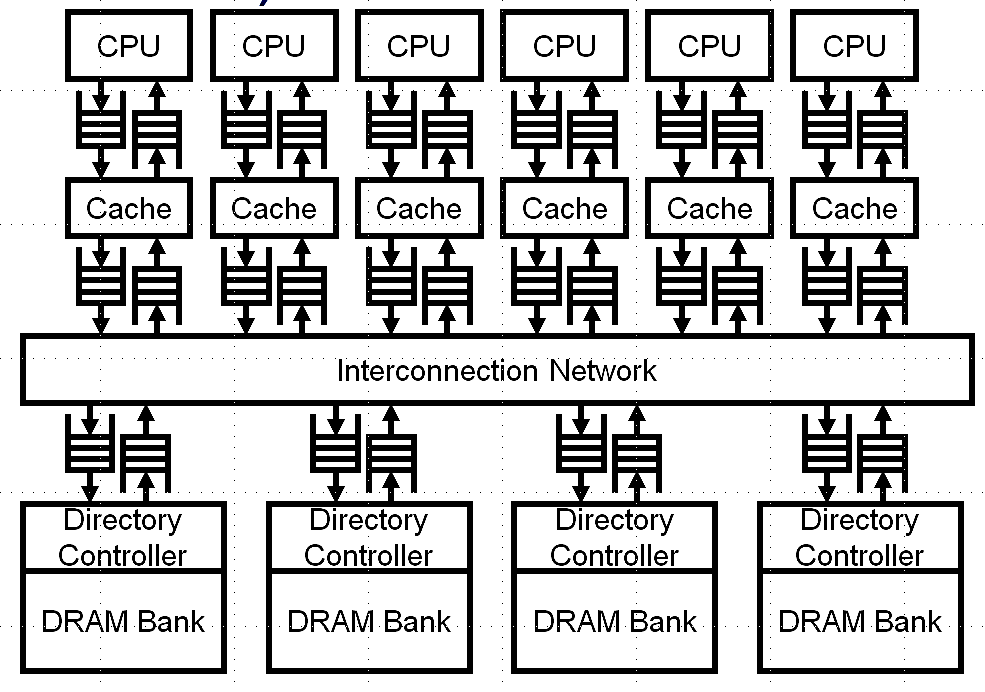 CPU CPU CPU CPU CPU CPU
Cache Cache Cache Cache Cache Cache
Interconnection Network
Directory Directory Directory Directory
Controller Controller Controller Controller
DRAM Bank DRAM Bank DRAM Bank DRAM Bank